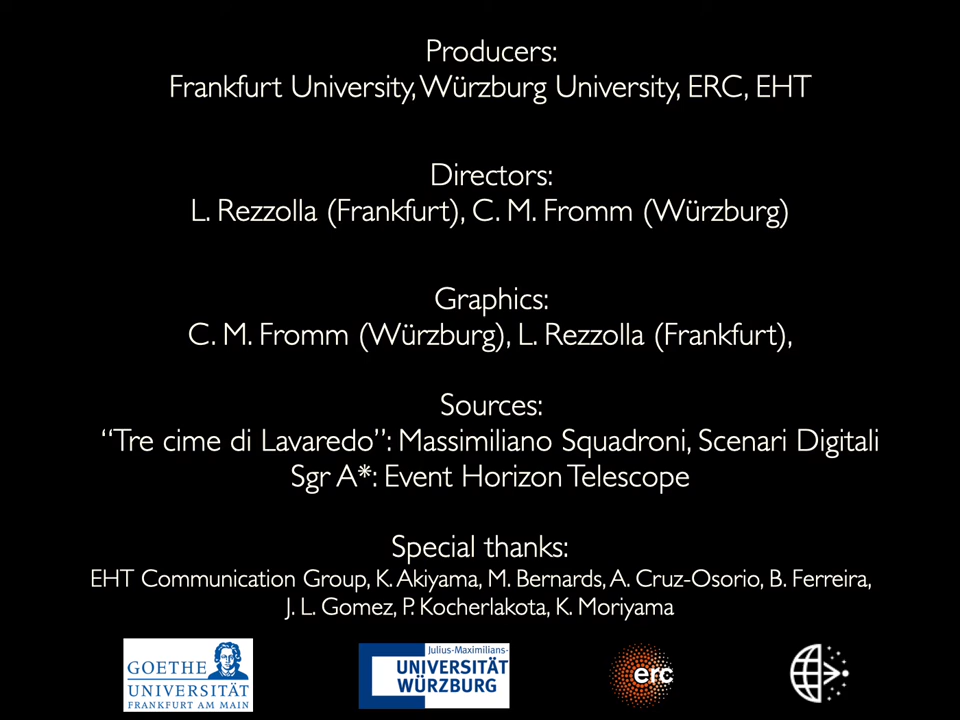 Producers:
Frankfurt University, Würzburg University, ERC, EHT
Directors:
L. Rezzolla (Frankfurt), C. M. Fromm (Würzburg)
Graphics:
C. M. Fromm (Würzburg), L. Rezzolla (Frankfurt),
Sources:
“Tre cime di Lavaredo”: Massimiliano Squadroni, Scenari Digitali
Sgr A*: Event Horizon Telescope
Special thanks:
EHT Communication Group, K. Akiyama, M. Bernards, A. Cruz-Osorio, B. Ferreira,
J. L. Gomez, P. Kocherlakota, K. Moriyama
GOETHE
UNIVERSITÄT
FRANKFURT AM MAIN
Julius-Maximilians-
UNIVERSITÄT
WÜRZBURG
erc